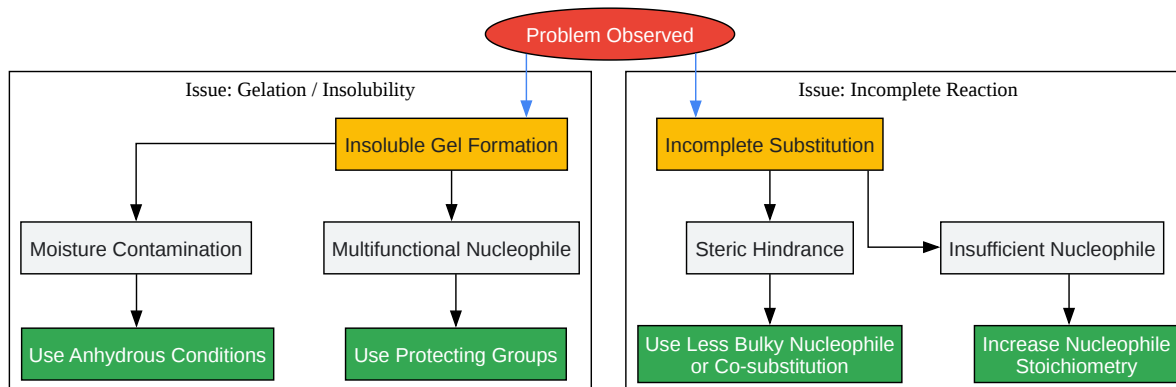 Problem Observed
Issue: Gelation / Insolubility
Insoluble Gel Formation
Moisture Contamination
Multifunctional Nucleophile
Use Anhydrous Conditions
Use Protecting Groups
Issue: Incomplete Reaction
Incomplete Substitution
Steric Hindrance
Insufficient Nucleophile
Use Less Bulky Nucleophile
or Co-substitution
Increase Nucleophile
Stoichiometry